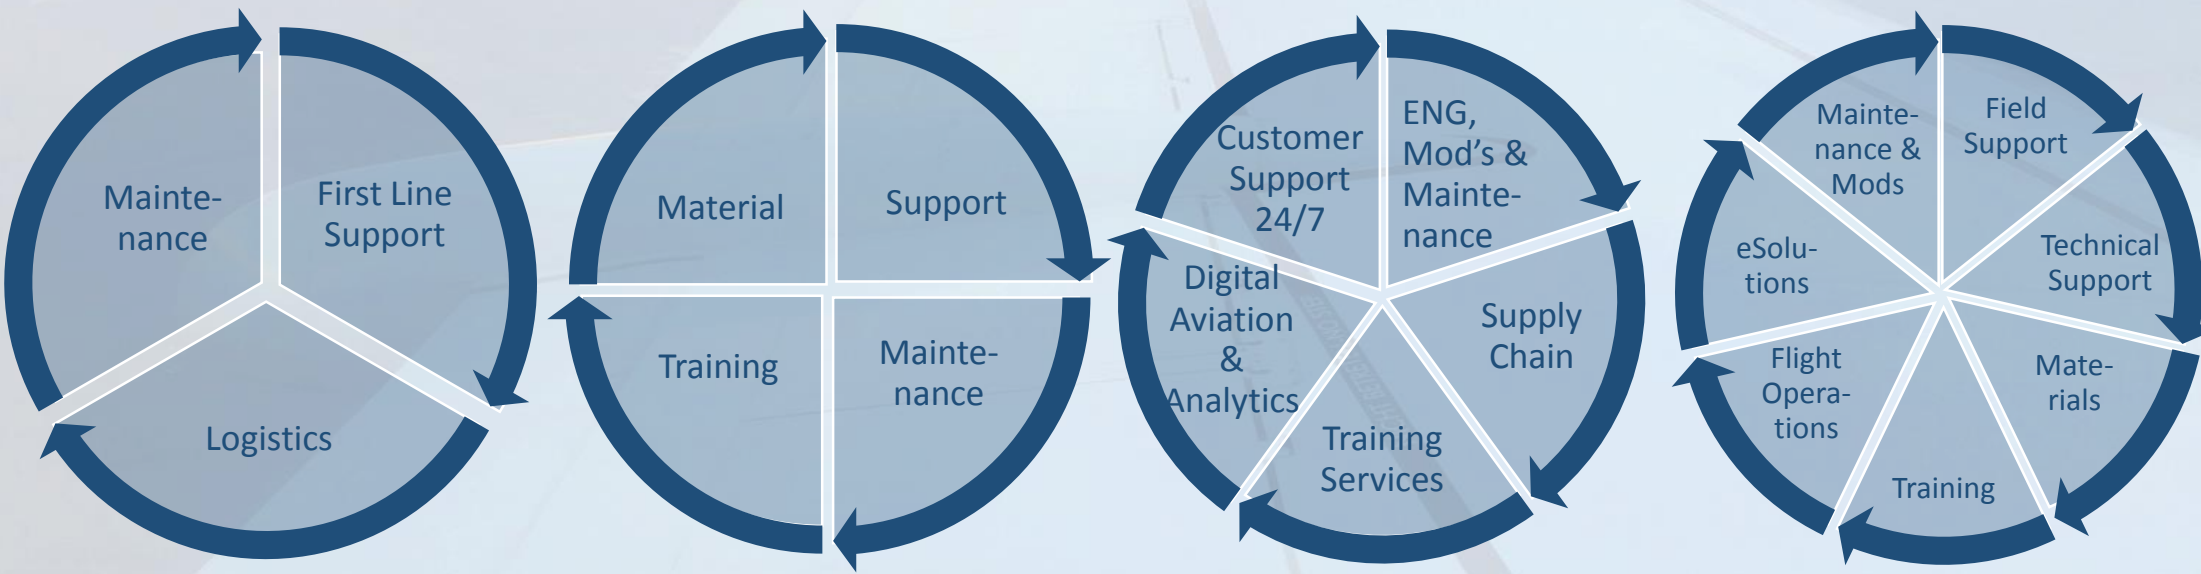 Mainte-
nance
First Line
Support
Logistics
Material
Support
Training
Mainte-
nance
Customer
Support
24/7
ENG,
Mod's &
Mainte-
nance
Digital
Aviation
&
Analytics
Supply
Chain
Training
Services
Mainte-
nance &
Mods
Field
Support
eSolu-
tions
Technical
Support
Flight
Opera-
tions
Mate-
rials
Training